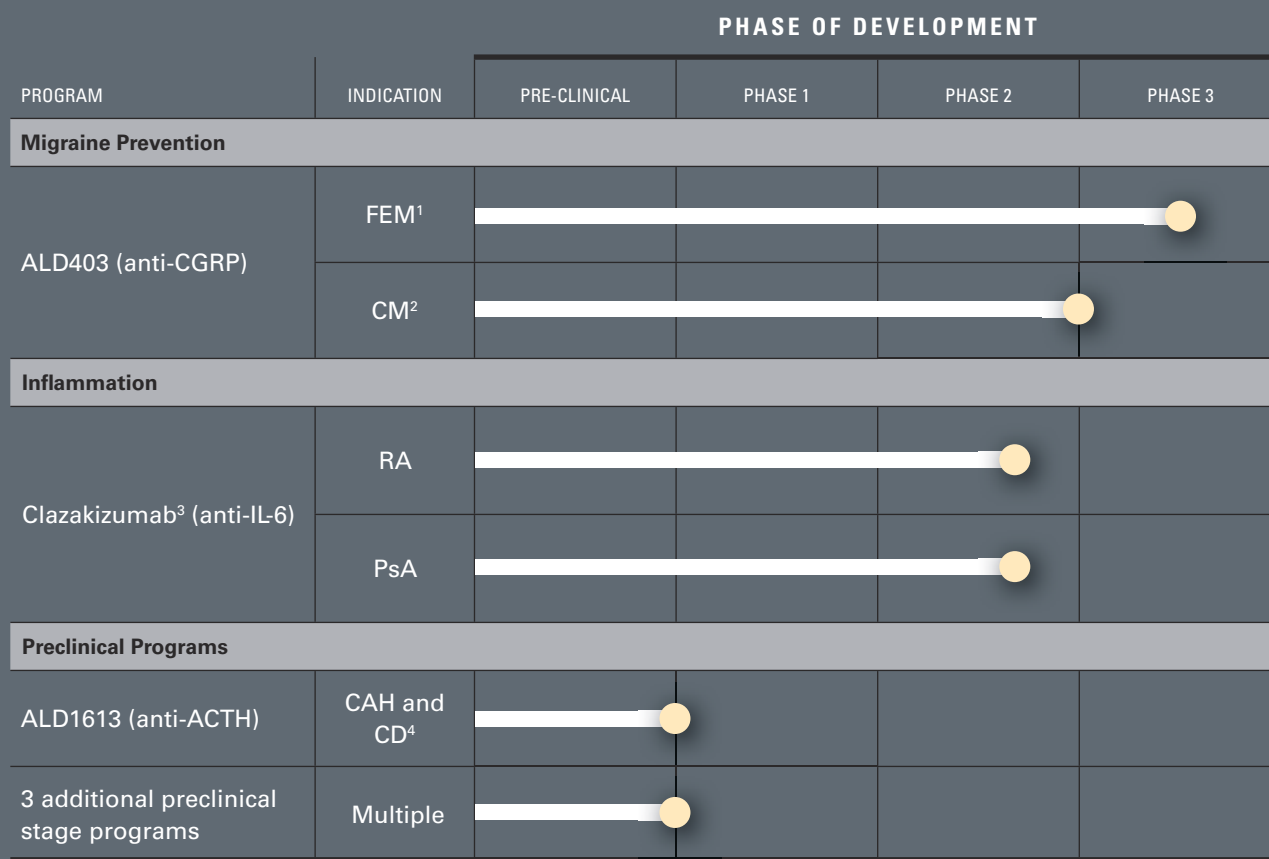 PHASE OF DEVELOPMENT
PROGRAM INDICATION PRE-CLINICAL PHASE 1 PHASE 2 PHASE 3
Migraine Prevention
ALD403 (anti-CGRP)
FEM¹
CM²
Inflammation
Clazakizumab³ (anti-IL-6)
RA
PsA
Preclinical Programs
ALD1613 (anti-ACTH)
CAH and
CD⁴
3 additional preclinical
stage programs
Multiple